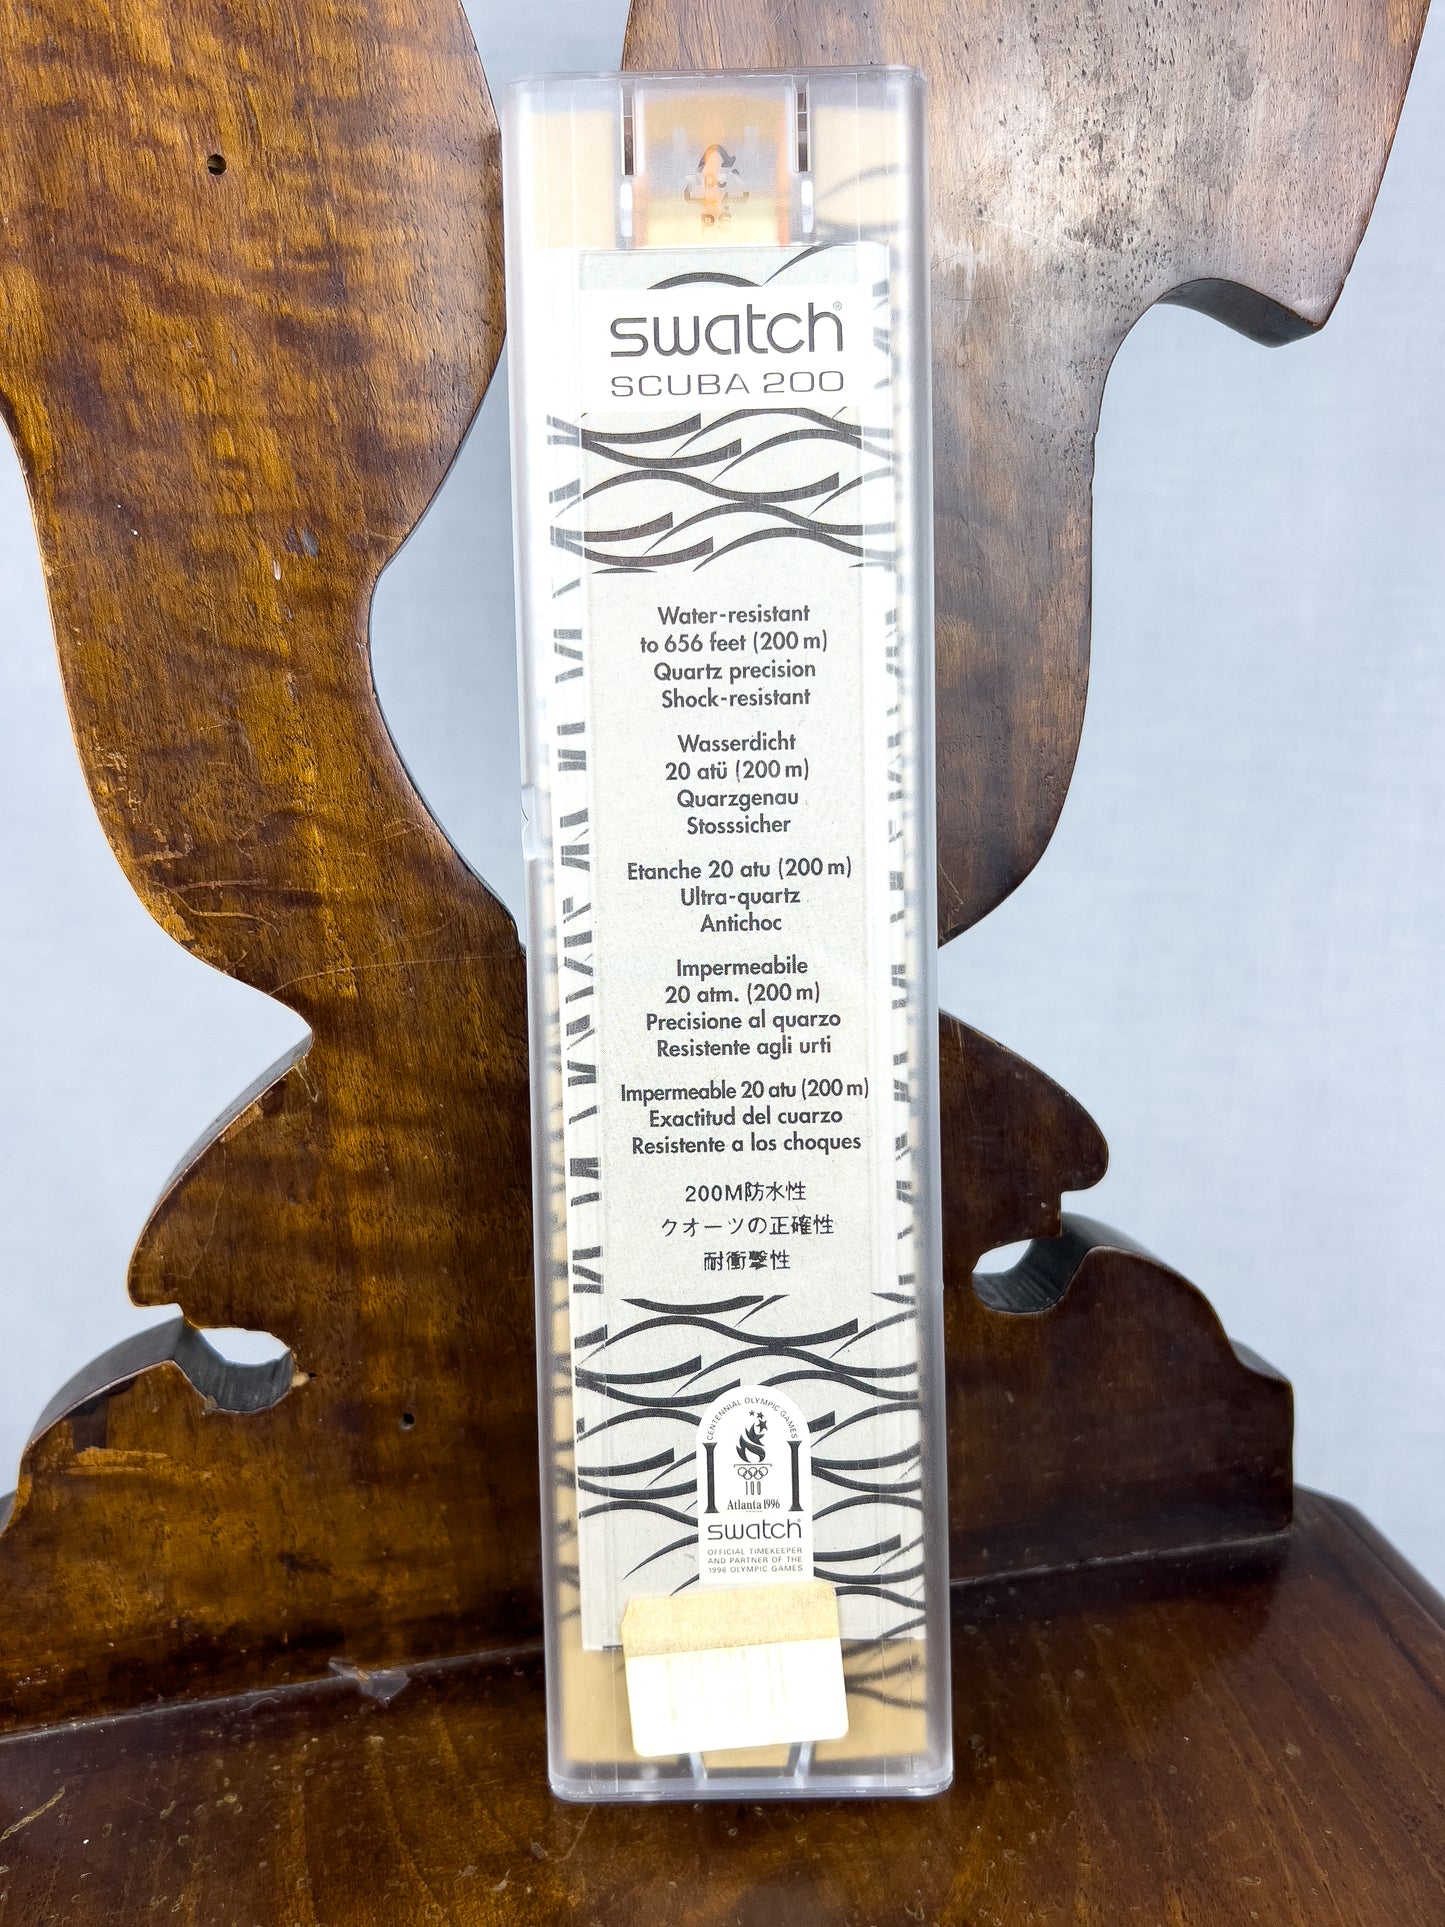 swatch®
SCUBA 200
Water-resistant
to 656 feet (200 m)
Quartz precision
Shock-resistant
Wasserdicht
20 atü (200 m)
Quarzgenau
Stosssicher
Etanche 20 atu (200 m)
Ultra-quartz
Antichoc
Impermeabile
20 atm. (200 m)
Precisione al quarzo
Resistente agli urti
Impermeable 20 atu (200 m)
Exactitud del cuarzo
Resistente a los choques
200M防水性
クオーツの正確性
耐衝撃性
CENTENNIAL OLYMPIC GAMES
100
Atlanta 1996
swatch®
OFFICIAL TIMEKEEPER
AND PARTNER OF THE
1996 OLYMPIC GAMES